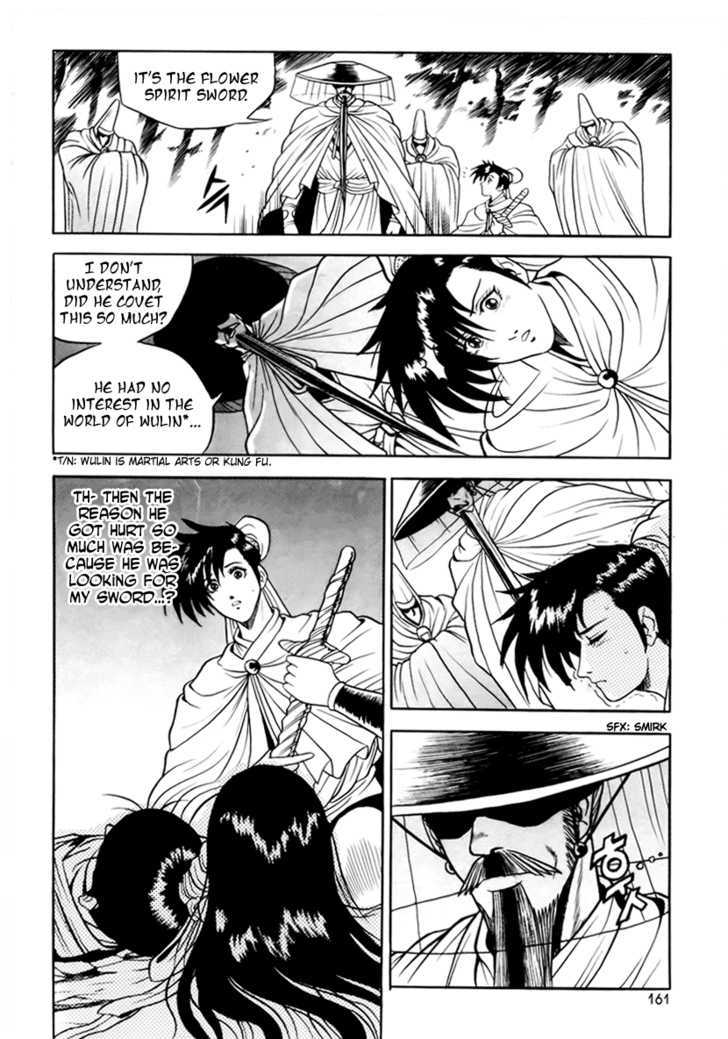 IT'S THE FLOWER
SPIRIT SWORD.
I DON'T
UNDERSTAND,
DID HE COVET
THIS SO MUCH?
HE HAD NO
INTEREST IN THE
WORLD OF WULIN*...
*T/N: WULIN IS MARTIAL ARTS OR KUNG FU.
TH- THEN THE
REASON HE
GOT HURT SO
MUCH WAS BE-
CAUSE HE WAS
LOOKING FOR
MY SWORD...?
SFX: SMIRK
161